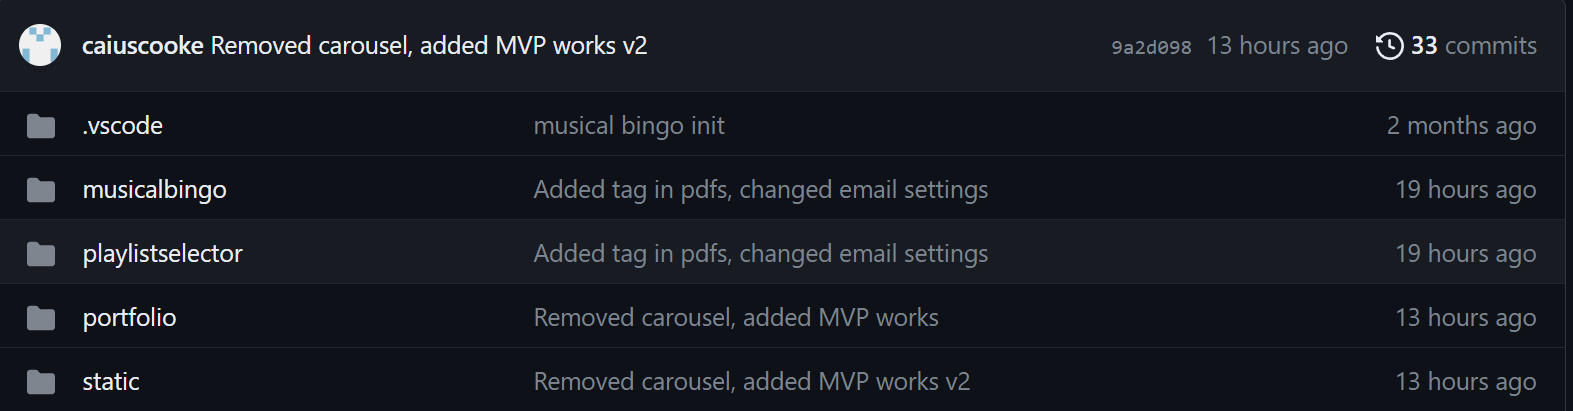 caiuscooke Removed carousel, added MVP works v2 9a2d098 13 hours ago 33 commits
.vscode musical bingo init 2 months ago
musicalbingo Added tag in pdfs, changed email settings 19 hours ago
playlistselector Added tag in pdfs, changed email settings 19 hours ago
portfolio Removed carousel, added MVP works 13 hours ago
static Removed carousel, added MVP works v2 13 hours ago